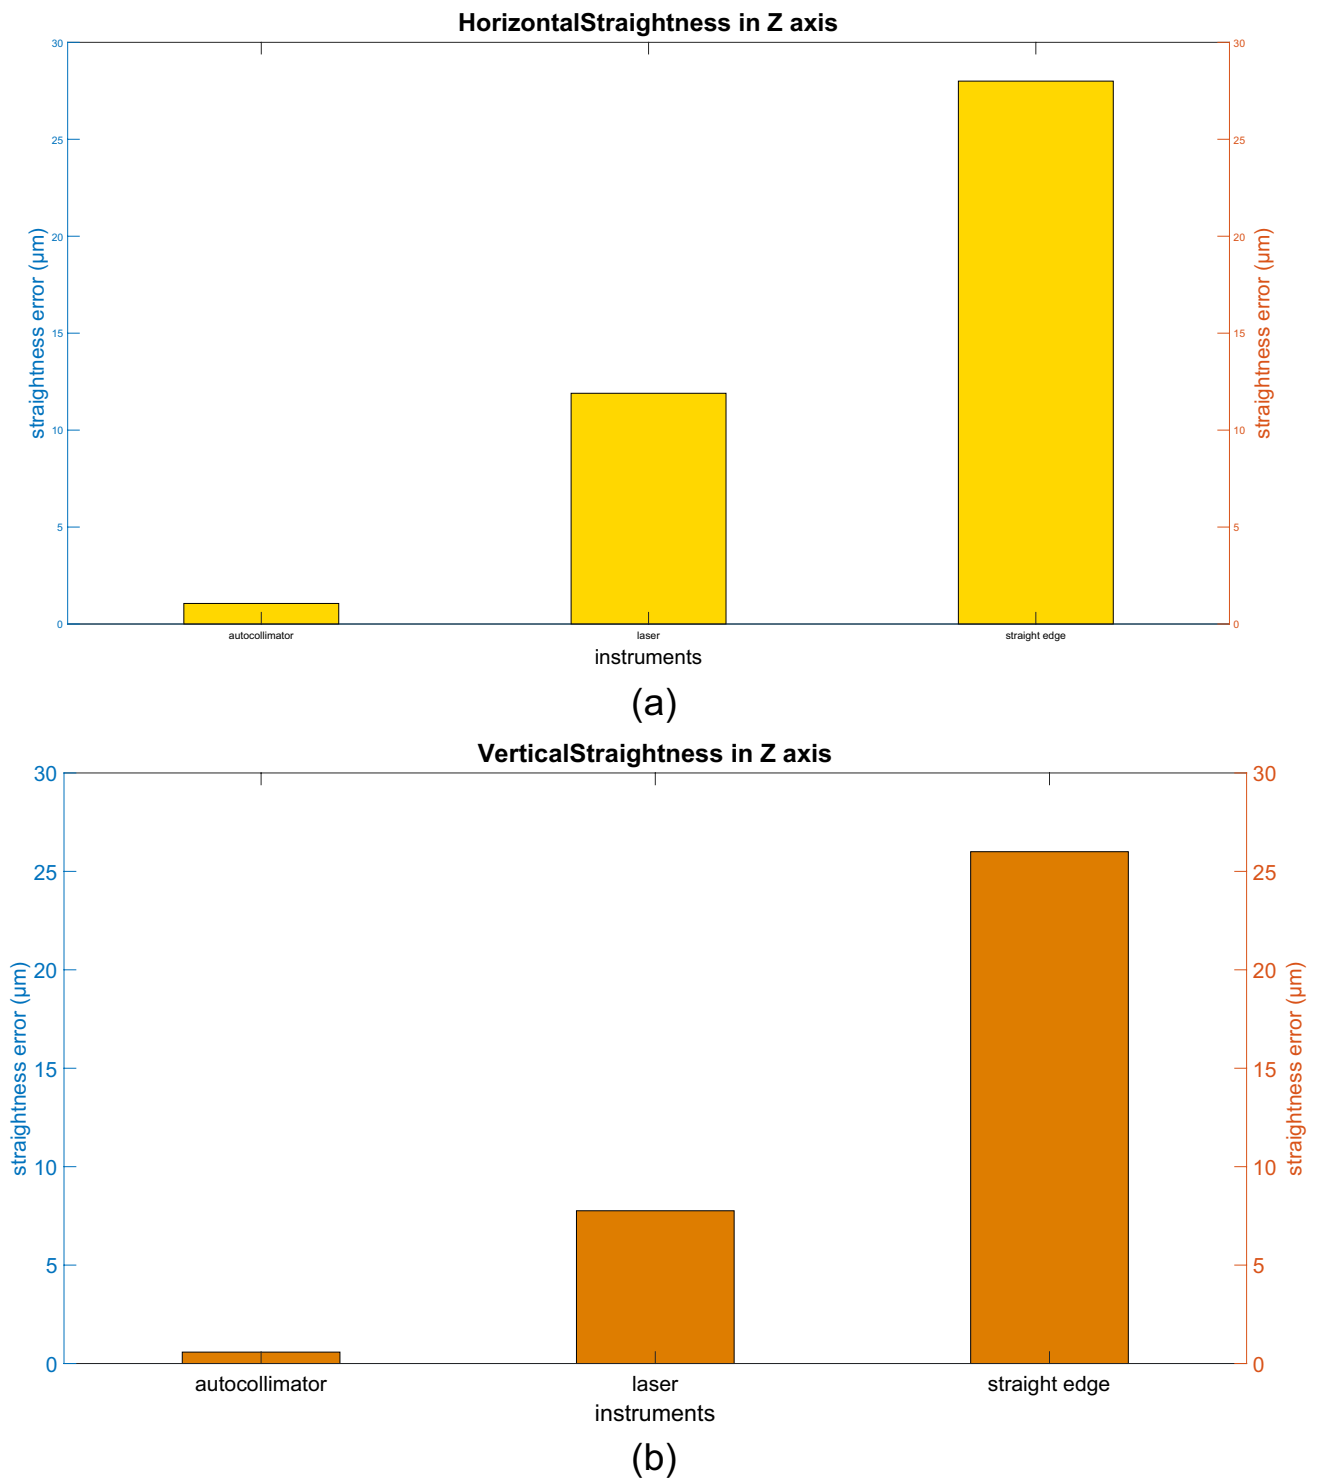 HorizontalStraightness in Z axis
30
25
20
15
10
5
0
straightness error (µm)
30
25
20
15
10
5
0
straightness error (µm)
autocollimator laser straight edge
instruments
(a)
VerticalStraightness in Z axis
30
25
20
15
10
5
0
straightness error (µm)
30
25
20
15
10
5
0
straightness error (µm)
autocollimator laser straight edge
instruments
(b)